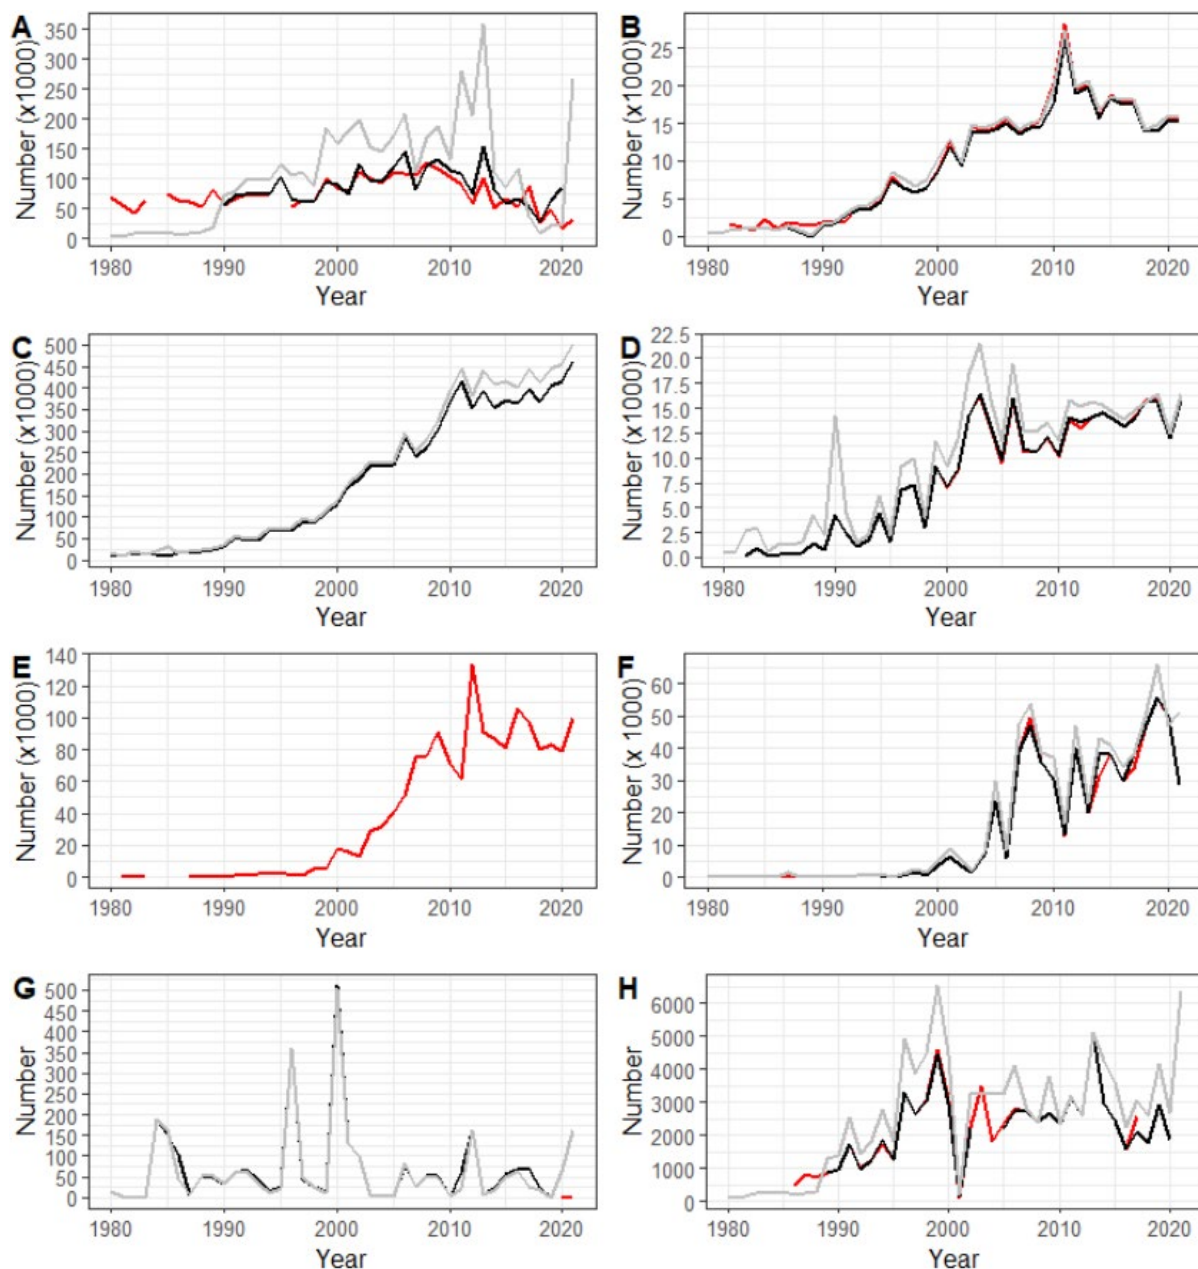 A
Number (x1000)
350
300
250
200
150
100
50
0
1980 1990 2000 2010 2020
Year
B
Number (x1000)
25
20
15
10
5
0
1980 1990 2000 2010 2020
Year
C
Number (x1000)
500
450
400
350
300
250
200
150
100
50
0
1980 1990 2000 2010 2020
Year
D
Number (x1000)
22.5
20.0
17.5
15.0
12.5
10.0
7.5
5.0
2.5
0.0
1980 1990 2000 2010 2020
Year
E
Number (x1000)
140
120
100
80
60
40
20
0
1980 1990 2000 2010 2020
Year
F
Number (x 1000)
60
50
40
30
20
10
0
1980 1990 2000 2010 2020
Year
G
Number
500
450
400
350
300
250
200
150
100
50
0
1980 1990 2000 2010 2020
Year
H
Number
6000
5000
4000
3000
2000
1000
0
1980 1990 2000 2010 2020
Year